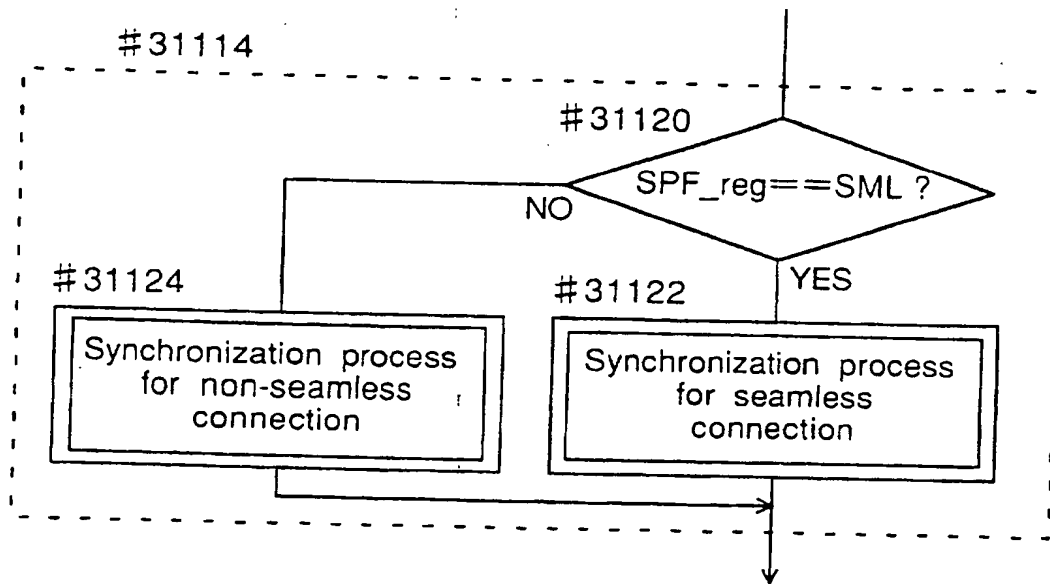 #31114
#31120
SPF_reg==SML ?
NO
YES
#31124
#31122
Synchronization process
for non-seamless
connection
Synchronization process
for seamless
connection